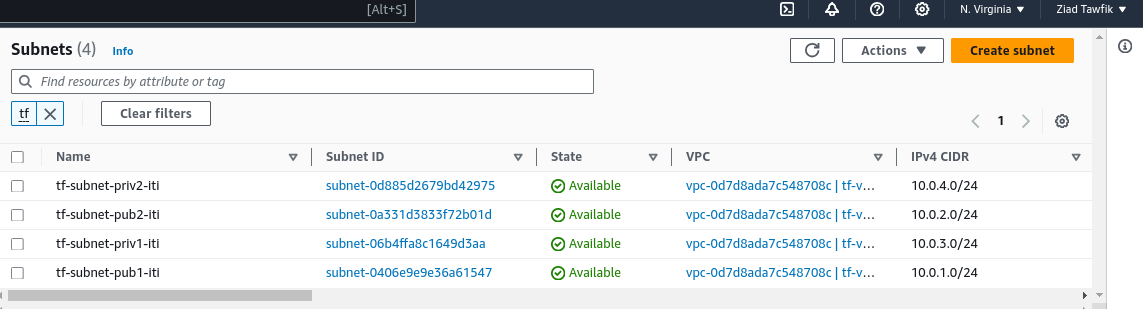 [Alt+S] N. Virginia Ziad Tawfik
Subnets (4) Info Actions Create subnet
Find resources by attribute or tag
tf Clear filters
1
Name Subnet ID State VPC IPv4 CIDR
tf-subnet-priv2-iti subnet-0d885d2679bd42975 Available vpc-0d7d8ada7c548708c | tf-v... 10.0.4.0/24
tf-subnet-pub2-iti subnet-0a331d3833f72b01d Available vpc-0d7d8ada7c548708c | tf-v... 10.0.2.0/24
tf-subnet-priv1-iti subnet-06b4ffa8c1649d3aa Available vpc-0d7d8ada7c548708c | tf-v... 10.0.3.0/24
tf-subnet-pub1-iti subnet-0406e9e9e36a61547 Available vpc-0d7d8ada7c548708c | tf-v... 10.0.1.0/24